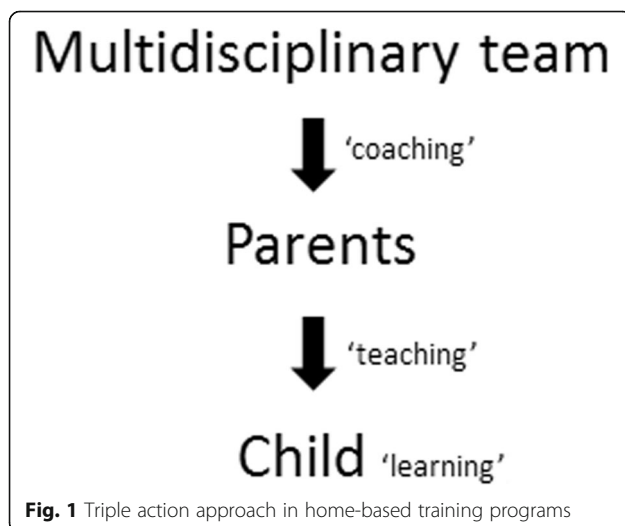 Multidisciplinary team
‘coaching’
Parents
‘teaching’
Child ‘learning’
Fig. 1 Triple action approach in home-based training programs